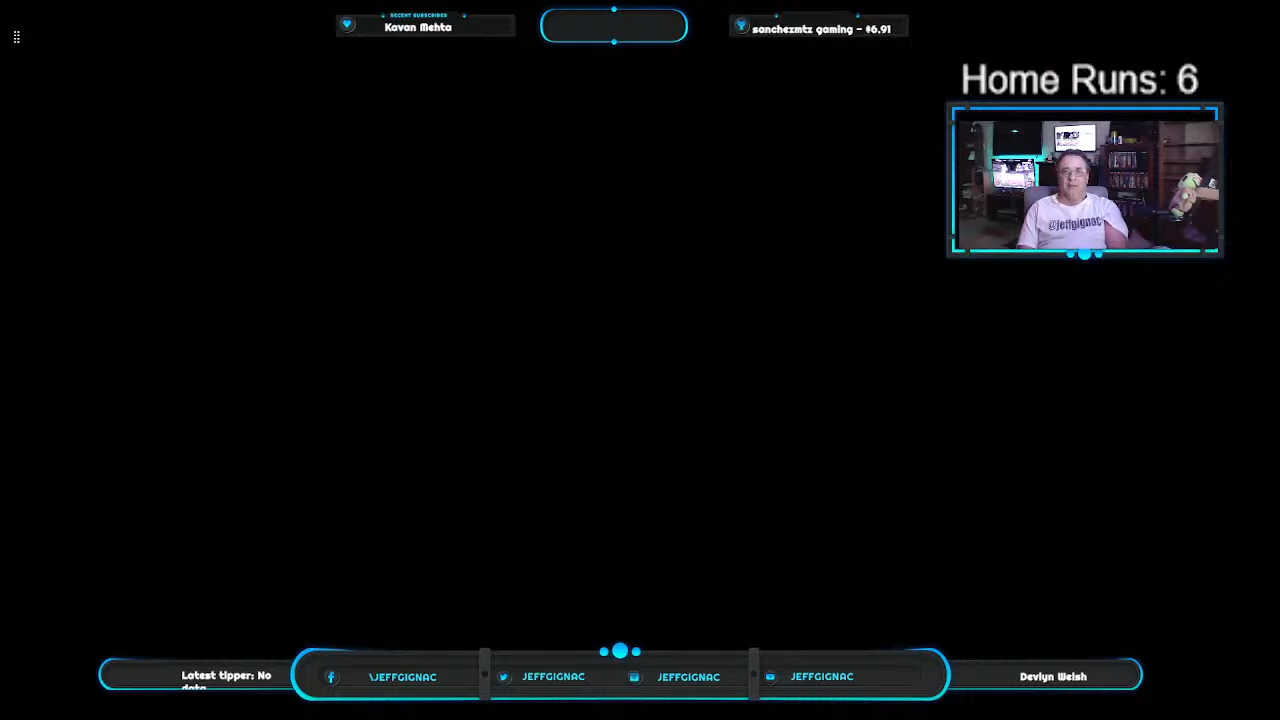 RECENT SUBSCRIBER
Kavan Mehta
sanchezmtz gaming - $6.91
Home Runs: 6
@jeffgignac
Latest tipper: No
data
\JEFFGIGNAC
JEFFGIGNAC
JEFFGIGNAC
JEFFGIGNAC
Devlyn Welsh